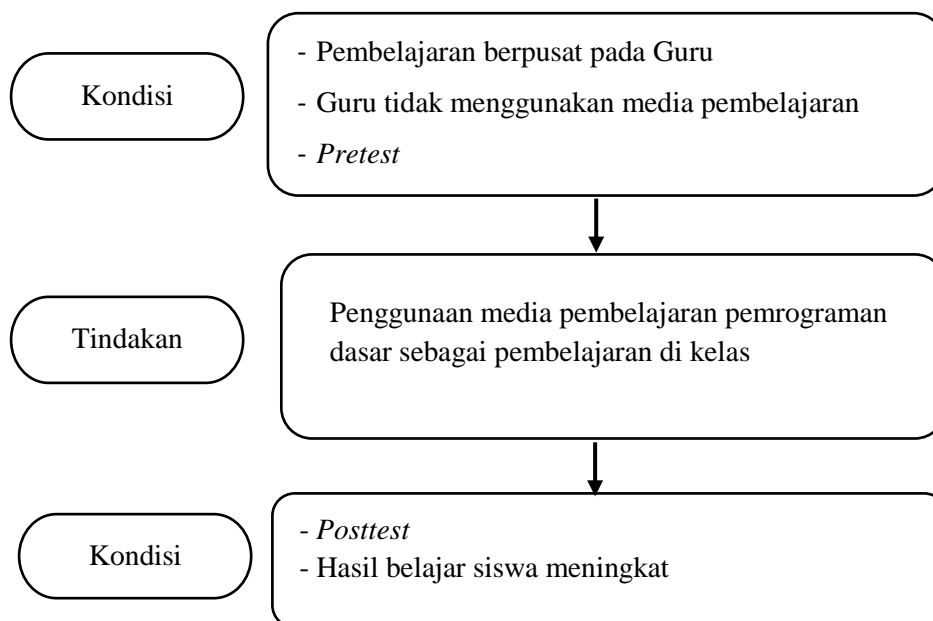 Kondisi
- Pembelajaran berpusat pada Guru
- Guru tidak menggunakan media pembelajaran
- Pretest
Tindakan
Penggunaan media pembelajaran pemrograman
dasar sebagai pembelajaran di kelas
Kondisi
- Posttest
- Hasil belajar siswa meningkat